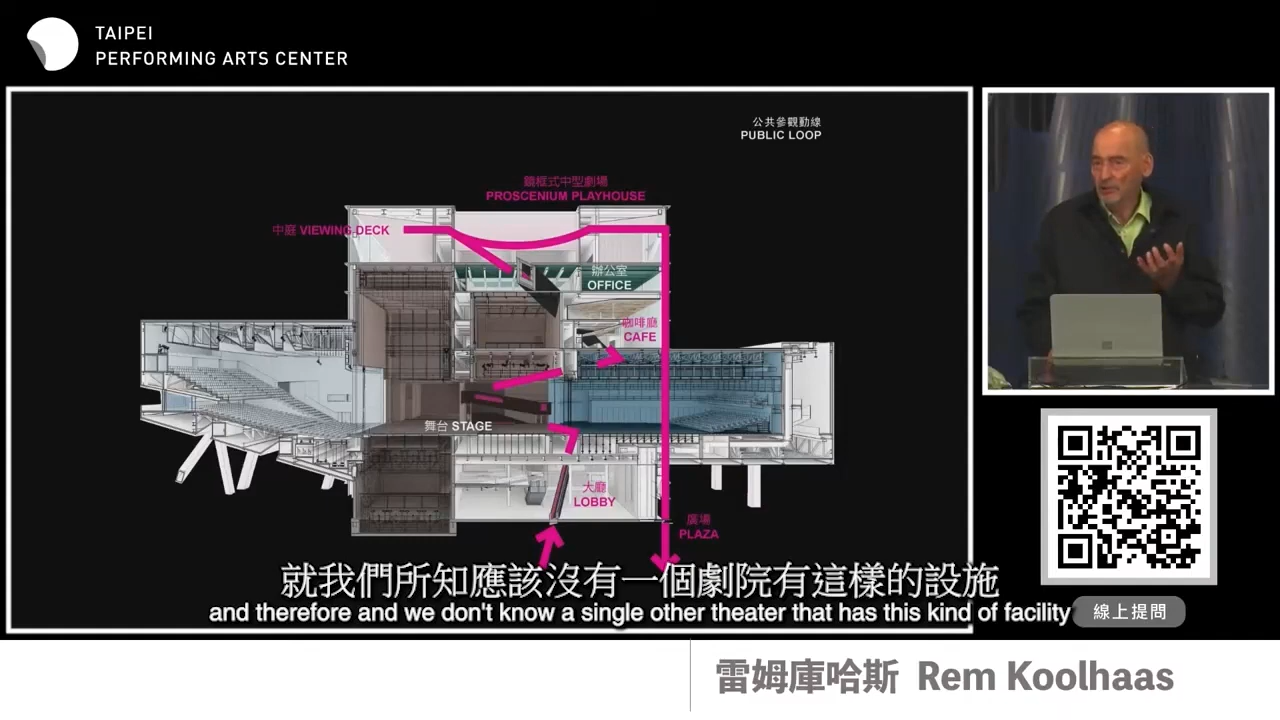 TAIPEI
PERFORMING ARTS CENTER
公共參觀動線
PUBLIC LOOP
鏡框式中型劇場
PROSCENIUM PLAYHOUSE
中庭 VIEWING DECK
辦公室
OFFICE
咖啡廳
CAFE
舞台 STAGE
大廳
LOBBY
廣場
PLAZA
就我們所知應該沒有一個劇院有這樣的設施
and therefore and we don't know a single other theater that has this kind of facility
線上提問
雷姆庫哈斯 Rem Koolhaas